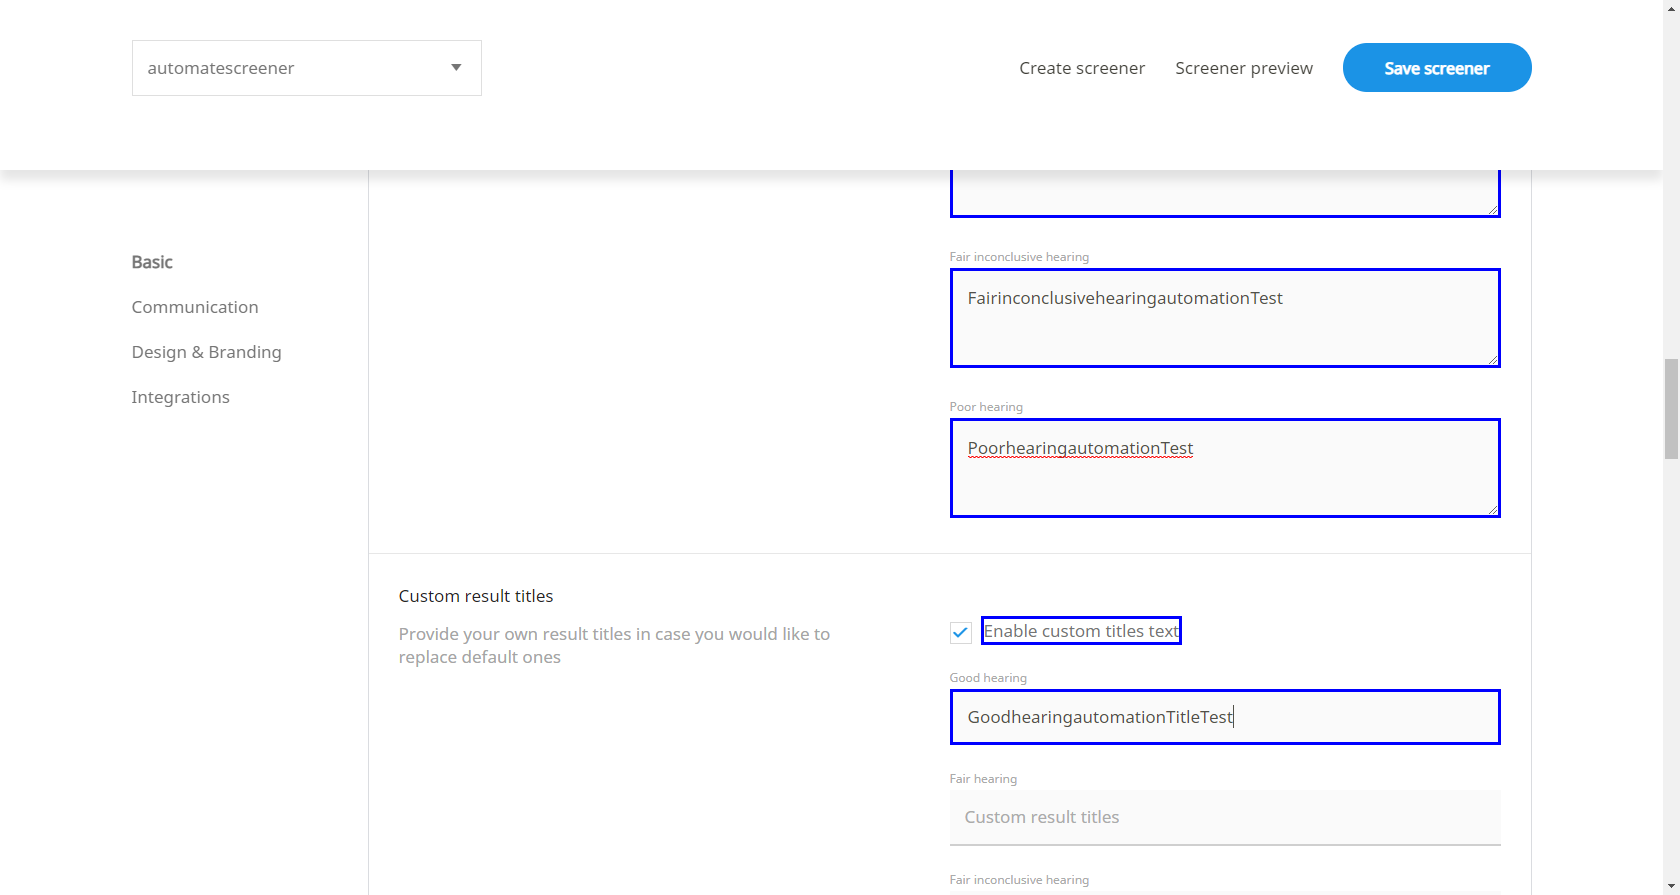 automatescreener
Create screener
Screener preview
Save screener
Basic
Communication
Design & Branding
Integrations
Fair inconclusive hearing
FairinconclusivehearingautomationTest
Poor hearing
PoorhearingautomationTest
Custom result titles
Provide your own result titles in case you would like to
replace default ones
Enable custom titles text
Good hearing
GoodhearingautomationTitleTest
Fair hearing
Custom result titles
Fair inconclusive hearing